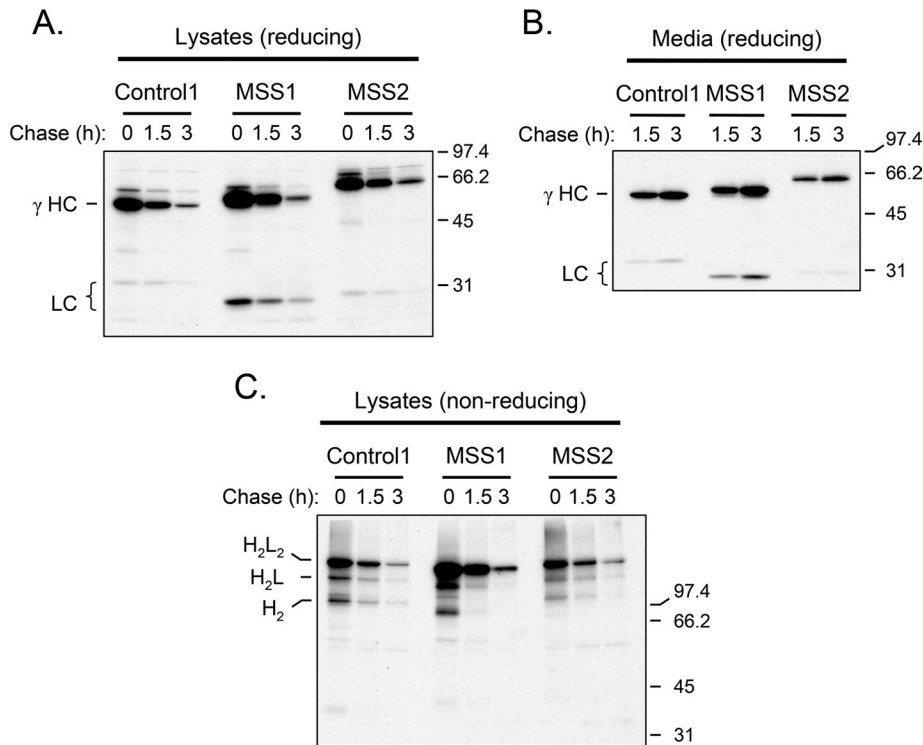 A.
Lysates (reducing)
Control1 MSS1 MSS2
Chase (h): 0 1.5 3 0 1.5 3 0 1.5 3
97.4
66.2
γ HC
45
LC
31
B.
Media (reducing)
Control1 MSS1 MSS2
Chase (h): 1.5 3 1.5 3 1.5 3
97.4
66.2
γ HC
45
LC
31
C.
Lysates (non-reducing)
Control1 MSS1 MSS2
Chase (h): 0 1.5 3 0 1.5 3 0 1.5 3
H₂L₂
H₂L
H₂
97.4
66.2
45
31